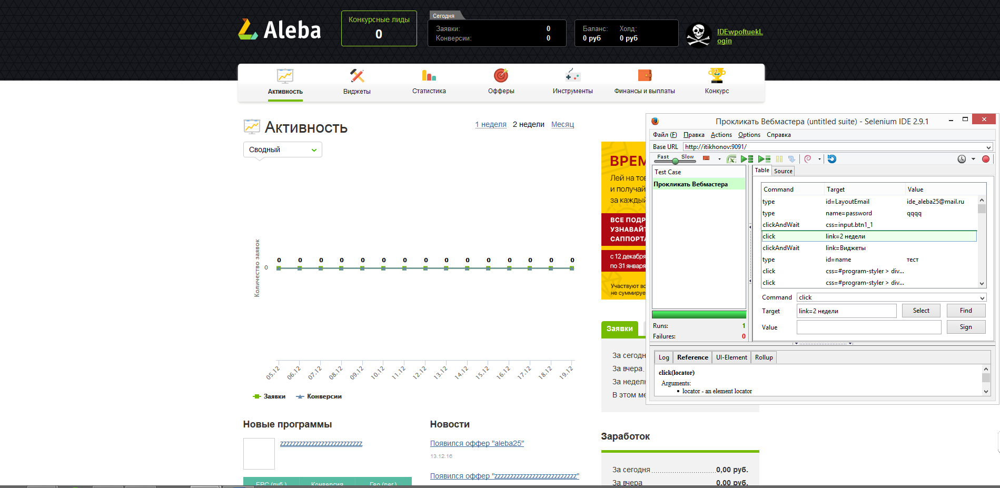 Aleba
Конкурсные лиды
0
Сегодня
Заявки: 0
Конверсии: 0
Баланс: Холд:
0 руб 0 руб
IDEwpoftuekL
ogin
Активность Виджеты Статистика Офферы Инструменты Финансы и выплаты Конкурс
Активность
1 неделя 2 недели Месяц
Сводный
Количество заявок
0 0 0 0 0 0 0 0 0 0 0 0 0 0 0
0
05.12 06.12 07.12 08.12 09.12 10.12 11.12 12.12 13.12 14.12 15.12 16.12 17.12 18.12 19.12
Заявки Конверсии
Новые программы
zzzzzzzzzzzzzzzzzzzzzzzzzz
EPC (руб.) Конверсия Гео (рег.)
Новости
Появился оффер "aleba25"
13.12.16
Появился оффер "zzzzzzzzzzzzzzzzzzzzzzzzzz"
ВРЕМ
Лей на тов
и получай
за каждый
ВСЕ ПОДР
УЗНАВАЙТ
САППОРТА
с 12 декабря
по 31 января
Участвуют вс
не суммируе
Заявки
За сегодн
За вчера
За недель
В этом ме
Заработок
За сегодня 0,00 руб.
За вчера 0,00 руб.
Прокликать Вебмастера (untitled suite) - Selenium IDE 2.9.1
Файл (F) Правка Actions Options Справка
Base URL http://itikhonov:9091/
Fast Slow
Test Case
Прокликать Вебмастера
Runs: 1
Failures: 0
Table Source
Command Target Value
type id=LayoutEmail ide_aleba25@mail.ru
type name=password qqqq
clickAndWait css=input.btn1_1
click link=2 недели
clickAndWait link=Виджеты
type id=name тест
click css=#program-styler > div...
click css=#program-styler > div...
Command click
Target link=2 недели Select Find
Value Sign
Log Reference UI-Element Rollup
click(locator)
Arguments:
• locator - an element locator